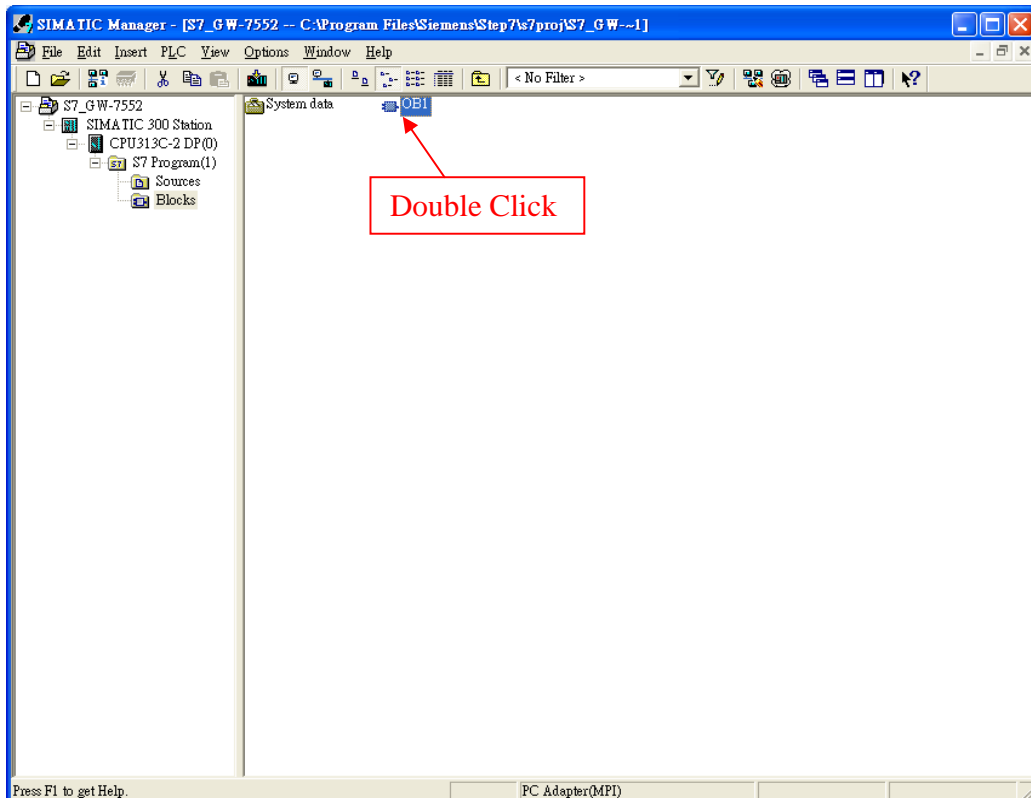 SIMATIC Manager - [S7_GW-7552 -- C:\Program Files\Siemens\Step7\s7proj\S7_GW-~1]
File Edit Insert PLC View Options Window Help
< No Filter >
S7_GW-7552
SIMATIC 300 Station
CPU313C-2 DP(0)
S7 Program(1)
Sources
Blocks
System data OB1
Double Click
Press F1 to get Help. PC Adapter(MPI)